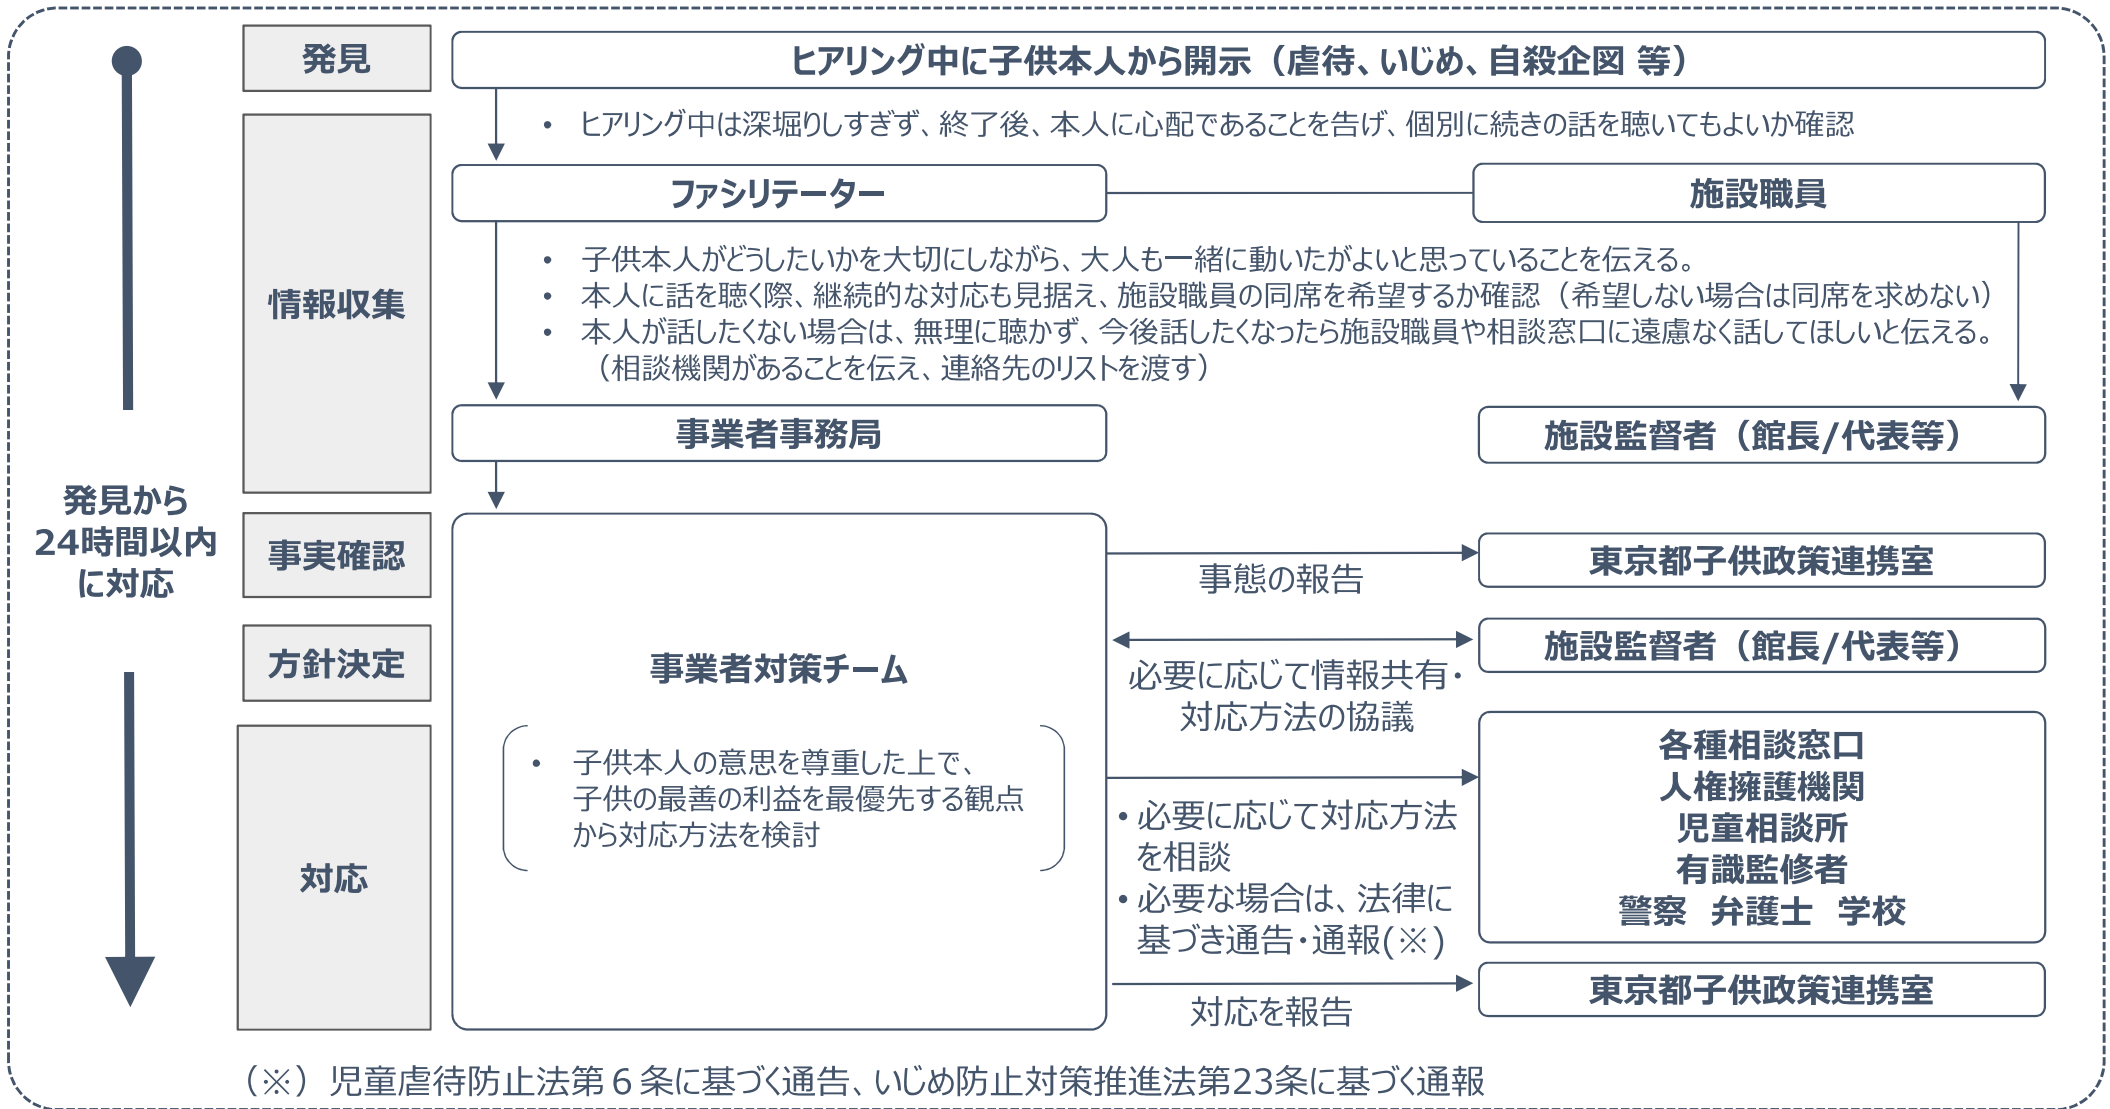 発見
ヒアリング中に子供本人から開示（虐待、いじめ、自殺企図 等）
• ヒアリング中は深堀りしすぎず、終了後、本人に心配であることを告げ、個別に続きの話を聴いてもよいか確認
情報収集
ファシリテーター
施設職員
• 子供本人がどうしたいかを大切にしながら、大人も一緒に動いたがよいと思っていることを伝える。
• 本人に話を聴く際、継続的な対応も見据え、施設職員の同席を希望するか確認（希望しない場合は同席を求めない）
• 本人が話したくない場合は、無理に聴かず、今後話したくなったら施設職員や相談窓口に遠慮なく話してほしいと伝える。
（相談機関があることを伝え、連絡先のリストを渡す）
事業者事務局
施設監督者（館長/代表等）
発見から
24時間以内
に対応
事実確認
方針決定
対応
事業者対策チーム
• 子供本人の意思を尊重した上で、
子供の最善の利益を最優先する観点
から対応方法を検討
事態の報告
東京都子供政策連携室
必要に応じて情報共有・
対応方法の協議
施設監督者（館長/代表等）
• 必要に応じて対応方法
を相談
• 必要な場合は、法律に
基づき通告・通報(※)
各種相談窓口
人権擁護機関
児童相談所
有識監修者
警察　弁護士　学校
対応を報告
東京都子供政策連携室
（※）児童虐待防止法第６条に基づく通告、いじめ防止対策推進法第23条に基づく通報